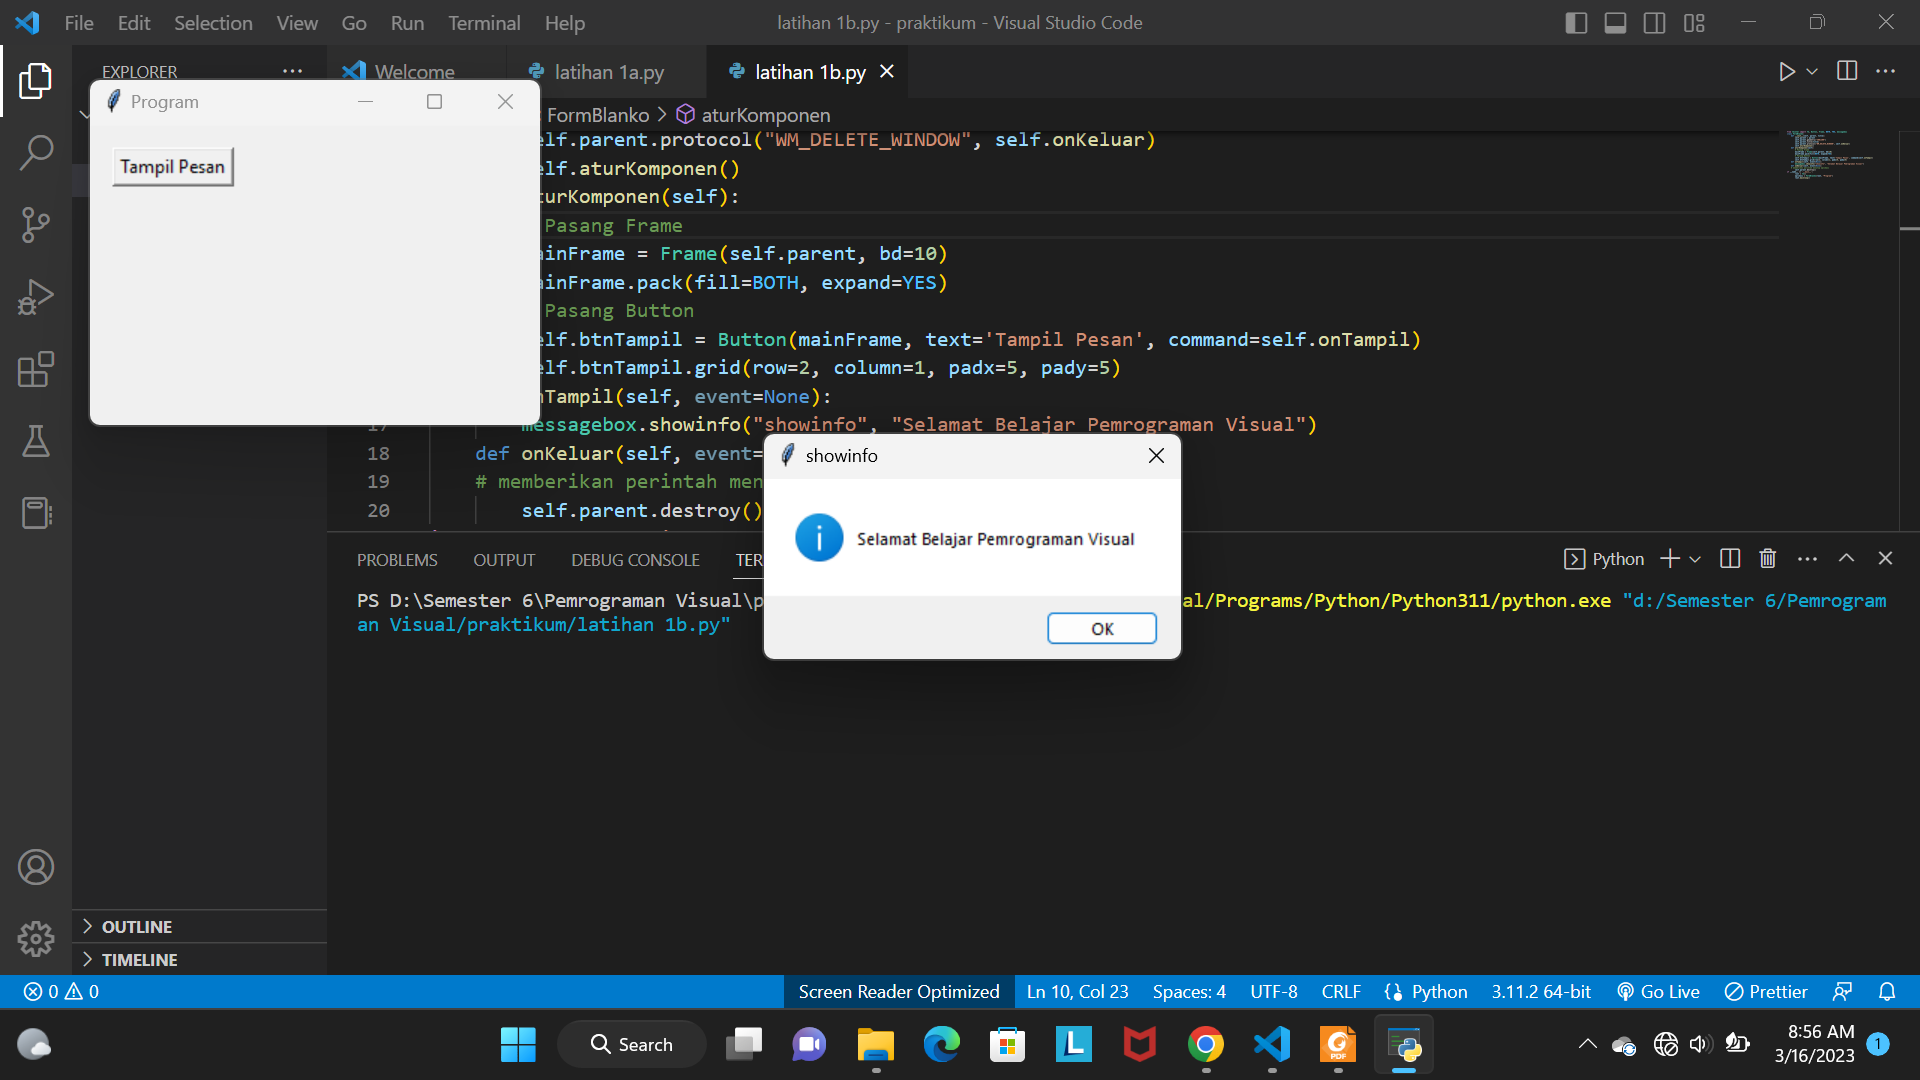 File Edit Selection View Go Run Terminal Help
latihan 1b.py - praktikum - Visual Studio Code
EXPLORER
Welcome
latihan 1a.py
latihan 1b.py
Program
Tampil Pesan
FormBlanko > aturKomponen
elf.parent.protocol("WM_DELETE_WINDOW", self.onKeluar)
elf.aturKomponen()
turKomponen(self):
Pasang Frame
ainFrame = Frame(self.parent, bd=10)
ainFrame.pack(fill=BOTH, expand=YES)
Pasang Button
elf.btnTampil = Button(mainFrame, text='Tampil Pesan', command=self.onTampil)
elf.btnTampil.grid(row=2, column=1, padx=5, pady=5)
nTampil(self, event=None):
17 messagebox.showinfo("showinfo", "Selamat Belajar Pemrograman Visual")
18 def onKeluar(self, event=
19 # memberikan perintah men
20 self.parent.destroy()
showinfo
Selamat Belajar Pemrograman Visual
OK
PROBLEMS OUTPUT DEBUG CONSOLE TER
Python
PS D:\Semester 6\Pemrograman Visual\p al/Programs/Python/Python311/python.exe "d:/Semester 6/Pemrogram
an Visual/praktikum/latihan 1b.py"
OUTLINE
TIMELINE
0 0
Screen Reader Optimized Ln 10, Col 23 Spaces: 4 UTF-8 CRLF Python 3.11.2 64-bit Go Live Prettier
Search
8:56 AM
3/16/2023
1